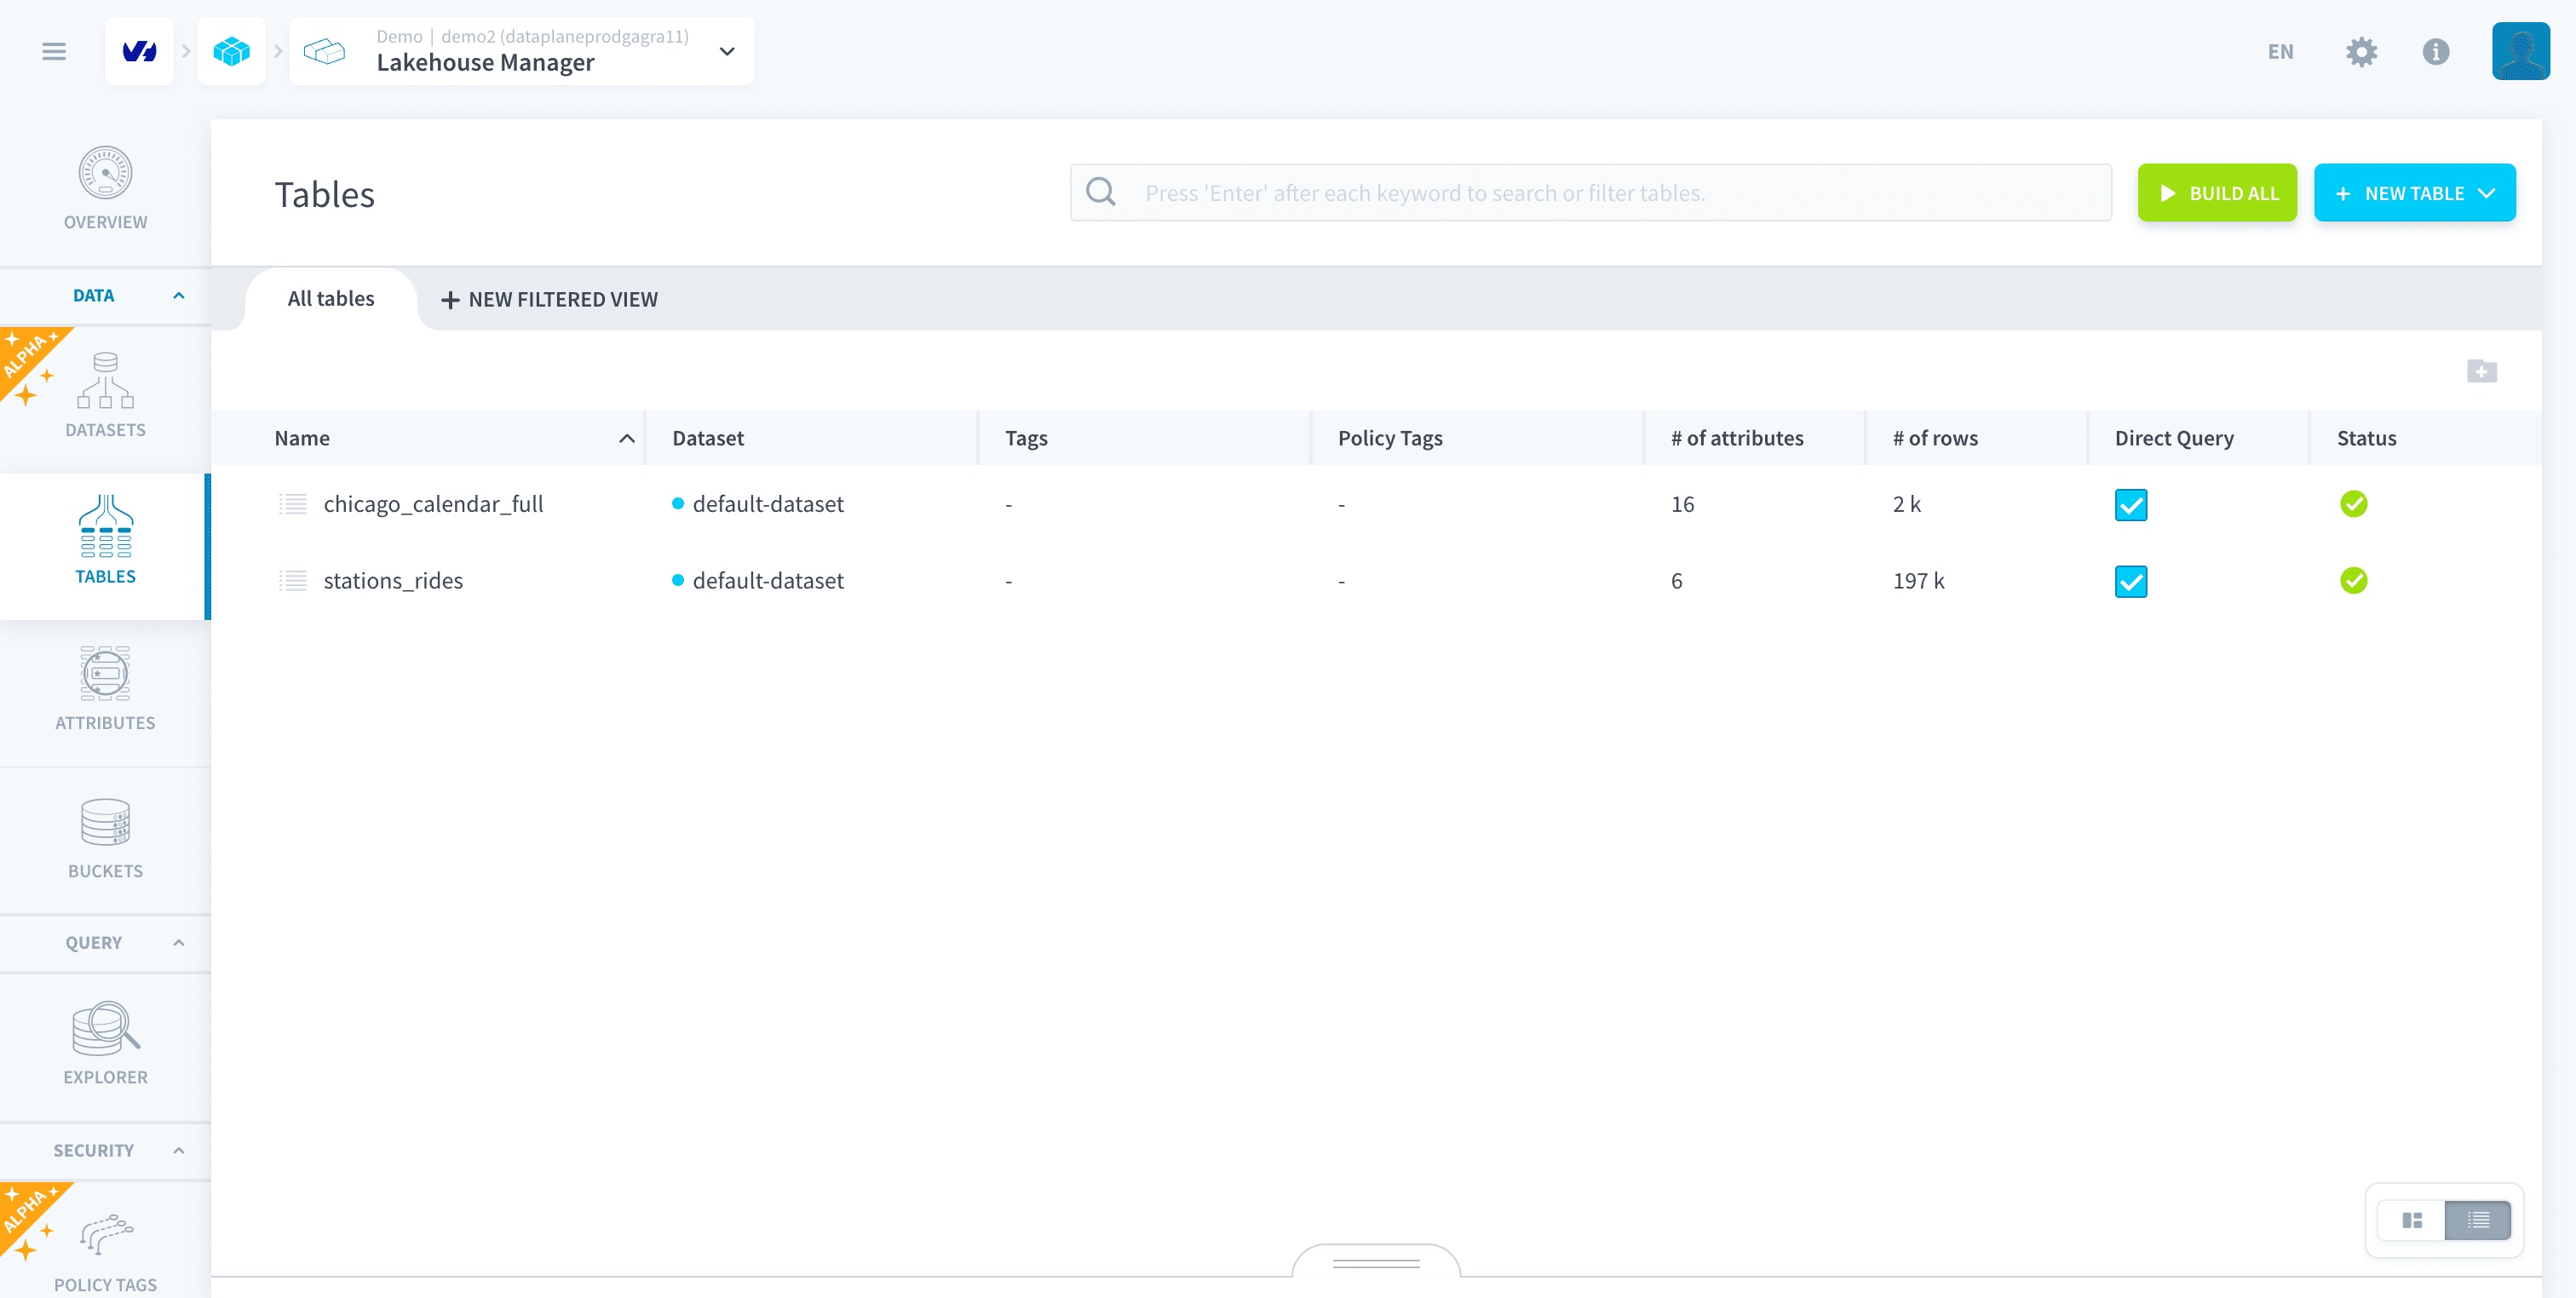 Demo | demo2 (dataplaneprodgagra11)
Lakehouse Manager
EN
OVERVIEW
DATA
ALPHA
DATASETS
TABLES
ATTRIBUTES
BUCKETS
QUERY
EXPLORER
SECURITY
ALPHA
POLICY TAGS
Tables
Press 'Enter' after each keyword to search or filter tables.
BUILD ALL
+ NEW TABLE
All tables
+ NEW FILTERED VIEW
Name Dataset Tags Policy Tags # of attributes # of rows Direct Query Status
chicago_calendar_full default-dataset - - 16 2 k
stations_rides default-dataset - - 6 197 k